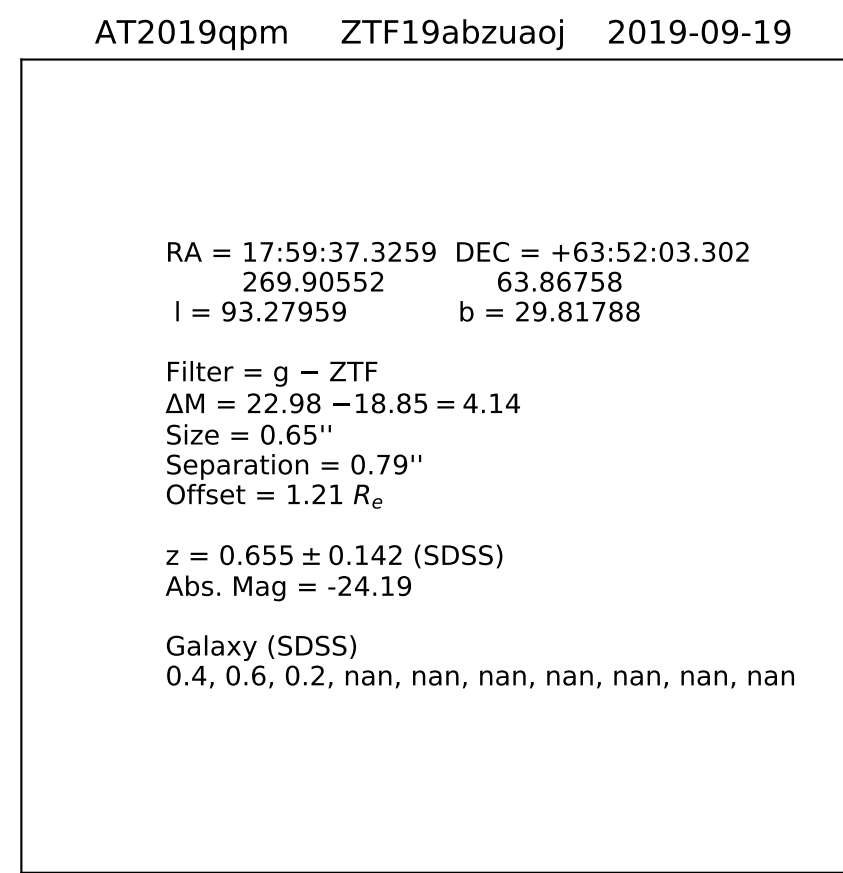 AT2019qpm ZTF19abzuaoj 2019-09-19
RA = 17:59:37.3259 DEC = +63:52:03.302
269.90552 63.86758
l = 93.27959 b = 29.81788
Filter = g − ZTF
ΔM = 22.98 −18.85 = 4.14
Size = 0.65''
Separation = 0.79''
Offset = 1.21 Rₑ
z = 0.655 ± 0.142 (SDSS)
Abs. Mag = -24.19
Galaxy (SDSS)
0.4, 0.6, 0.2, nan, nan, nan, nan, nan, nan, nan